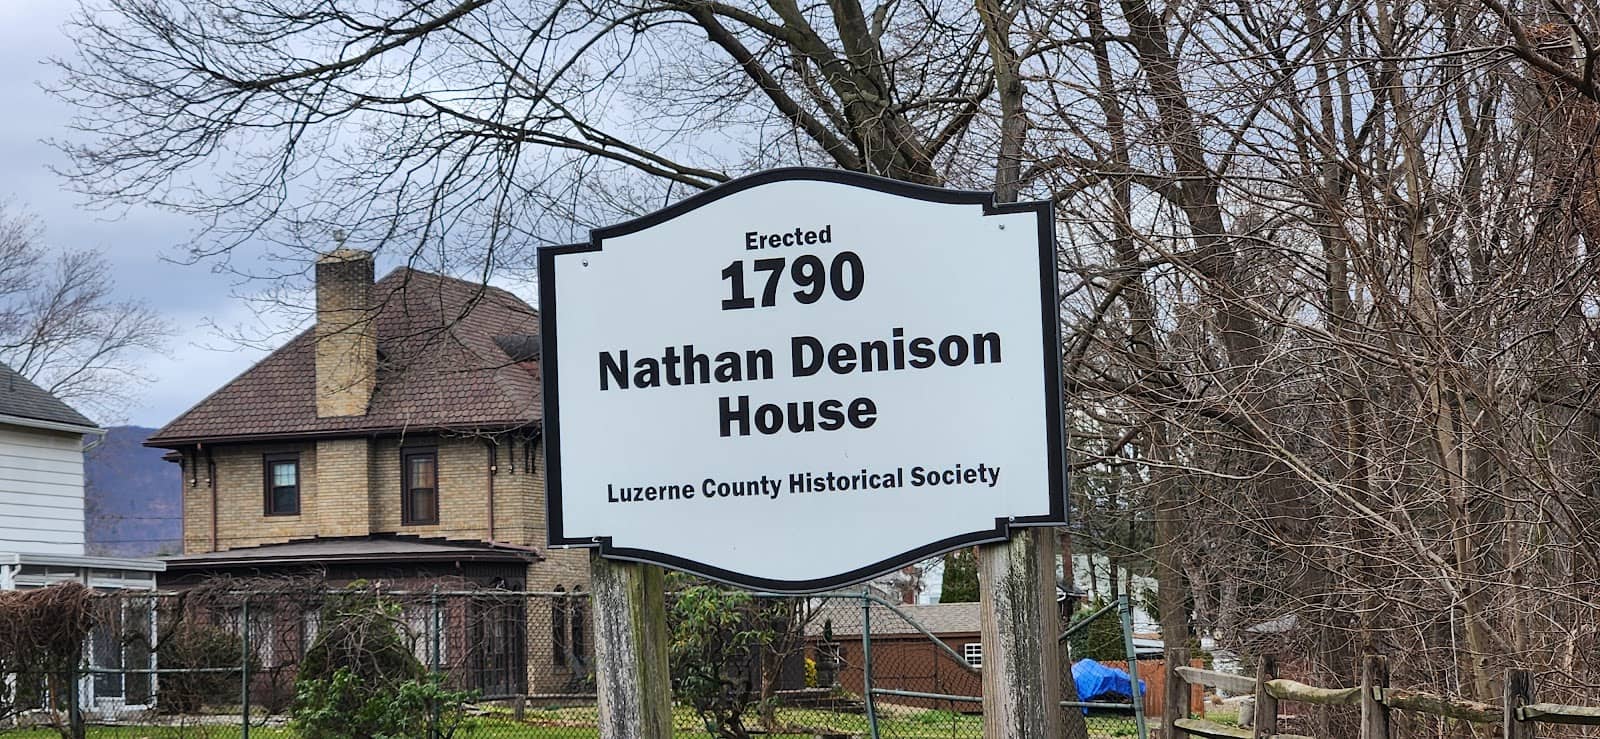 Erected
1790
Nathan Denison
House
Luzerne County Historical Society